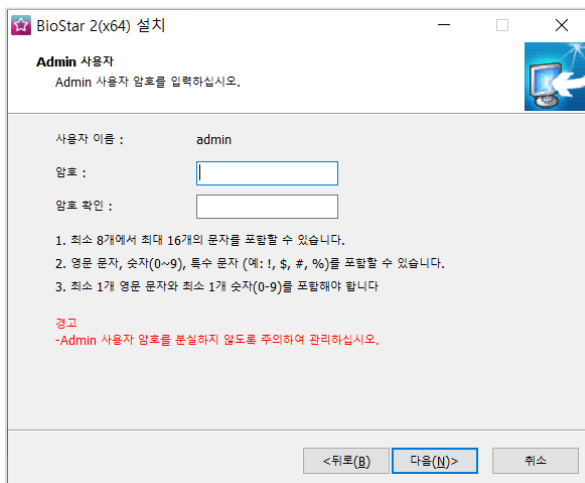 BioStar 2(x64) 설치
Admin 사용자
Admin 사용자 암호를 입력하십시오.
사용자 이름 : admin
암호 :
암호 확인 :
1. 최소 8개에서 최대 16개의 문자를 포함할 수 있습니다.
2. 영문 문자, 숫자(0~9), 특수 문자 (예: !, $, #, %)를 포함할 수 있습니다.
3. 최소 1개 영문 문자와 최소 1개 숫자(0-9)를 포함해야 합니다
경고
-Admin 사용자 암호를 분실하지 않도록 주의하여 관리하십시오.
<뒤로(B) 다음(N)> 취소